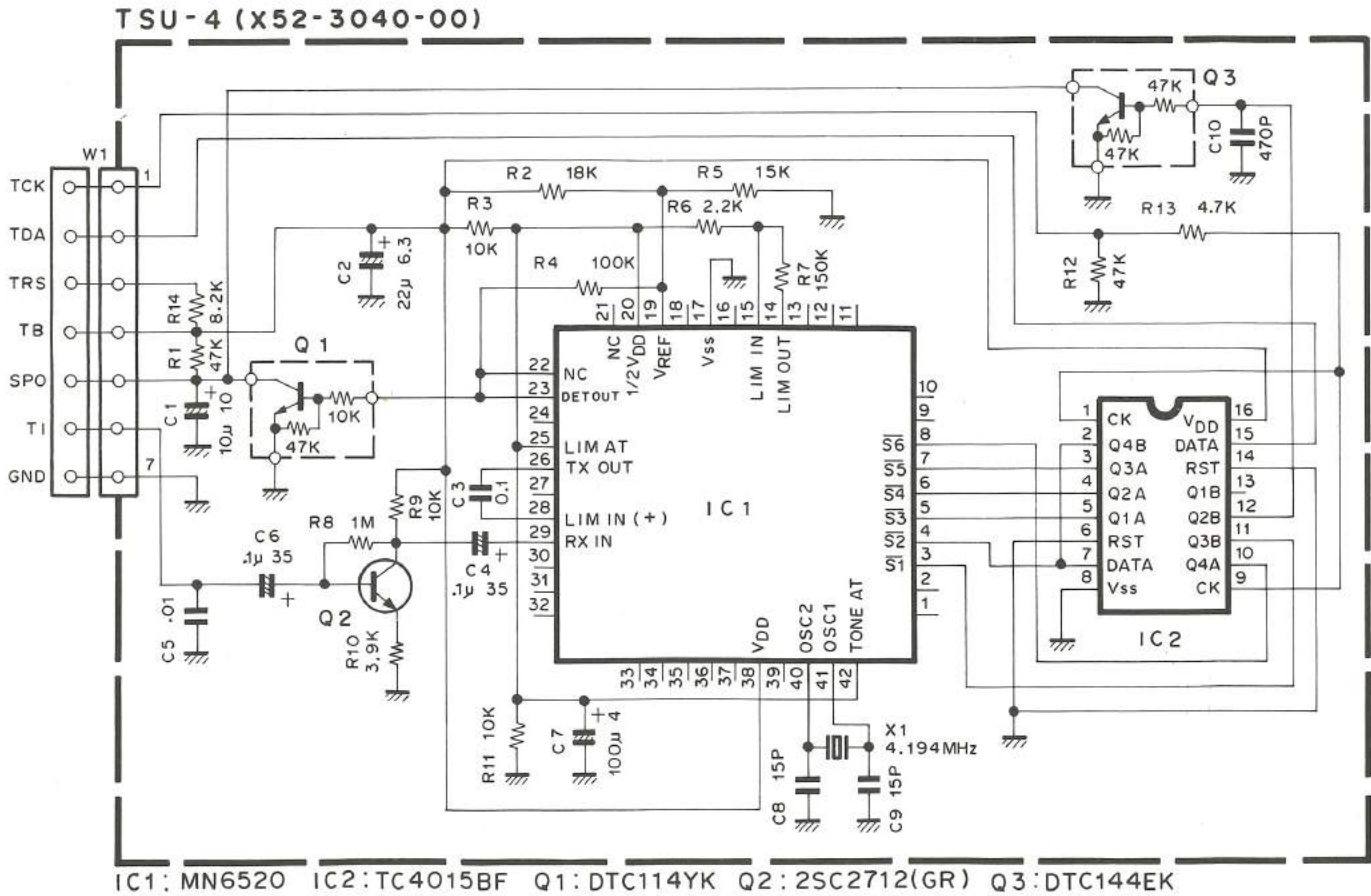 TSU-4 (X52-3040-00)
W1
1
7
TCK
TDA
TRS
TB
SPO
TI
GND
R14 8.2K
R1 47K
C1 10μ 10 +
Q1
10K
47K
C2 22μ 6.3 +
R2 18K
R3
10K
R4 100K
R5 15K
R6 2.2K
R7 150K
Q3
47K
47K
C10 470P
R13 4.7K
R12 47K
21 20 19 18 17 16 15 14 13 12 11
NC
1/2VDD
VREF
Vss
LIM IN
LIM OUT
22 NC
23 DETOUT
24
25 LIM AT
26 TX OUT
27
28 LIM IN (+)
29 RX IN
30
31
32
IC1
10
9
8 S6
7 S5
6 S4
5 S3
4 S2
3 S1
2
1
VDD
OSC2
OSC1
TONE AT
33 34 35 36 37 38 39 40 41 42
C3 0.1
R9 10K
C6
.1μ 35
+
R8 1M
C4 +
.1μ 35
Q2
C5 .01
R10 3.9K
R11 10K
C7 100μ 4 +
X1
4.194MHz
C8 15P
C9 15P
1 CK VDD 16
2 Q4B DATA 15
3 Q3A RST 14
4 Q2A Q1B 13
5 Q1A Q2B 12
6 RST Q3B 11
7 DATA Q4A 10
8 Vss CK 9
IC2
IC1: MN6520 IC2: TC4015BF Q1: DTC114YK Q2: 2SC2712(GR) Q3: DTC144EK